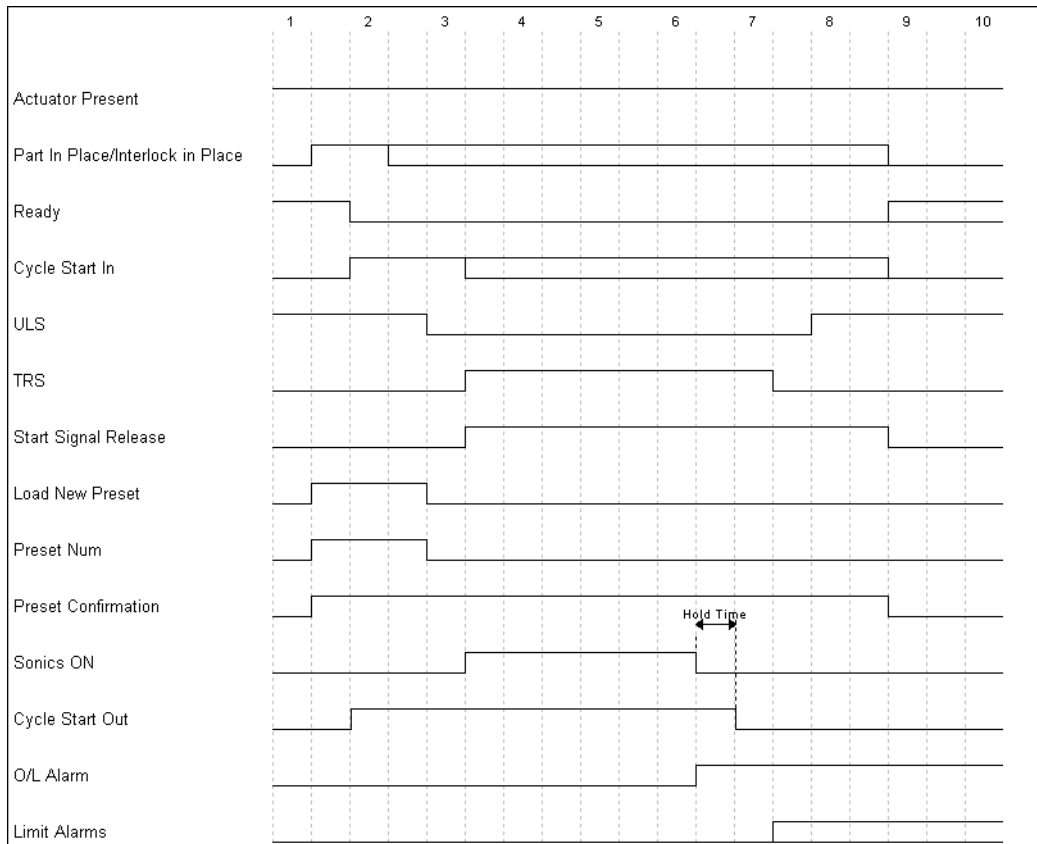 1 2 3 4 5 6 7 8 9 10
Actuator Present
Part In Place/Interlock in Place
Ready
Cycle Start In
ULS
TRS
Start Signal Release
Load New Preset
Preset Num
Preset Confirmation
Hold Time
Sonics ON
Cycle Start Out
O/L Alarm
Limit Alarms